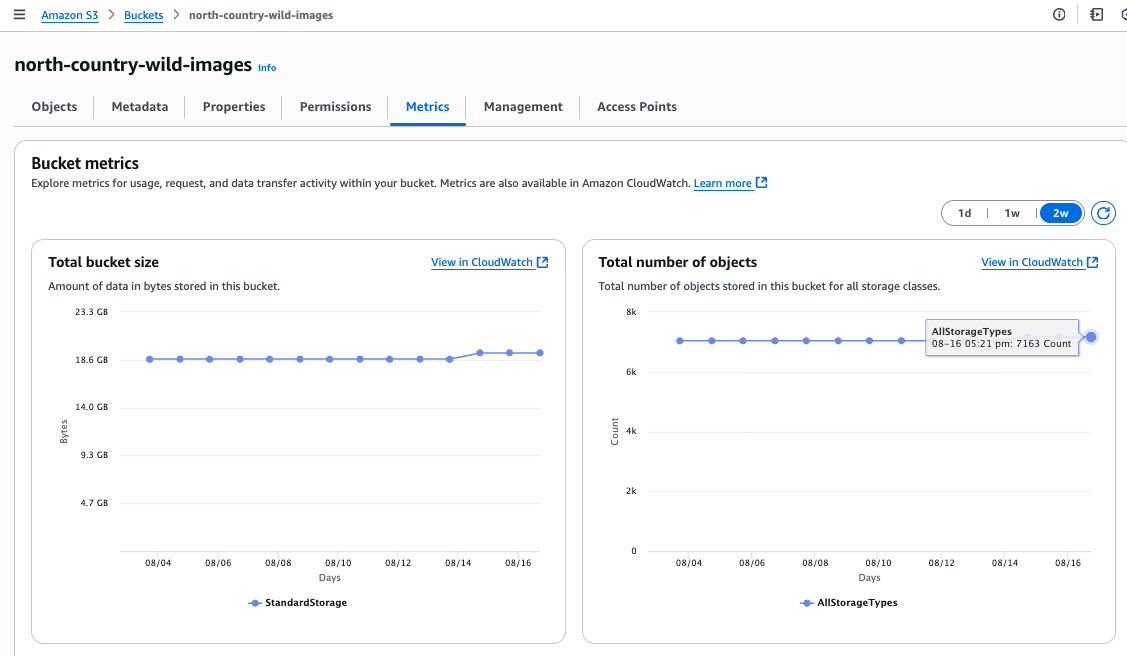 Amazon S3 > Buckets > north-country-wild-images
north-country-wild-images Info
Objects Metadata Properties Permissions Metrics Management Access Points
Bucket metrics
Explore metrics for usage, request, and data transfer activity within your bucket. Metrics are also available in Amazon CloudWatch. Learn more
1d 1w 2w
Total bucket size View in CloudWatch
Amount of data in bytes stored in this bucket.
23.3 GB
18.6 GB
14.0 GB
9.3 GB
4.7 GB
Bytes
08/04 08/06 08/08 08/10 08/12 08/14 08/16
Days
StandardStorage
Total number of objects View in CloudWatch
Total number of objects stored in this bucket for all storage classes.
8k
6k
4k
2k
0
Count
AllStorageTypes
08-16 05:21 pm: 7163 Count
08/04 08/06 08/08 08/10 08/12 08/14 08/16
Days
AllStorageTypes